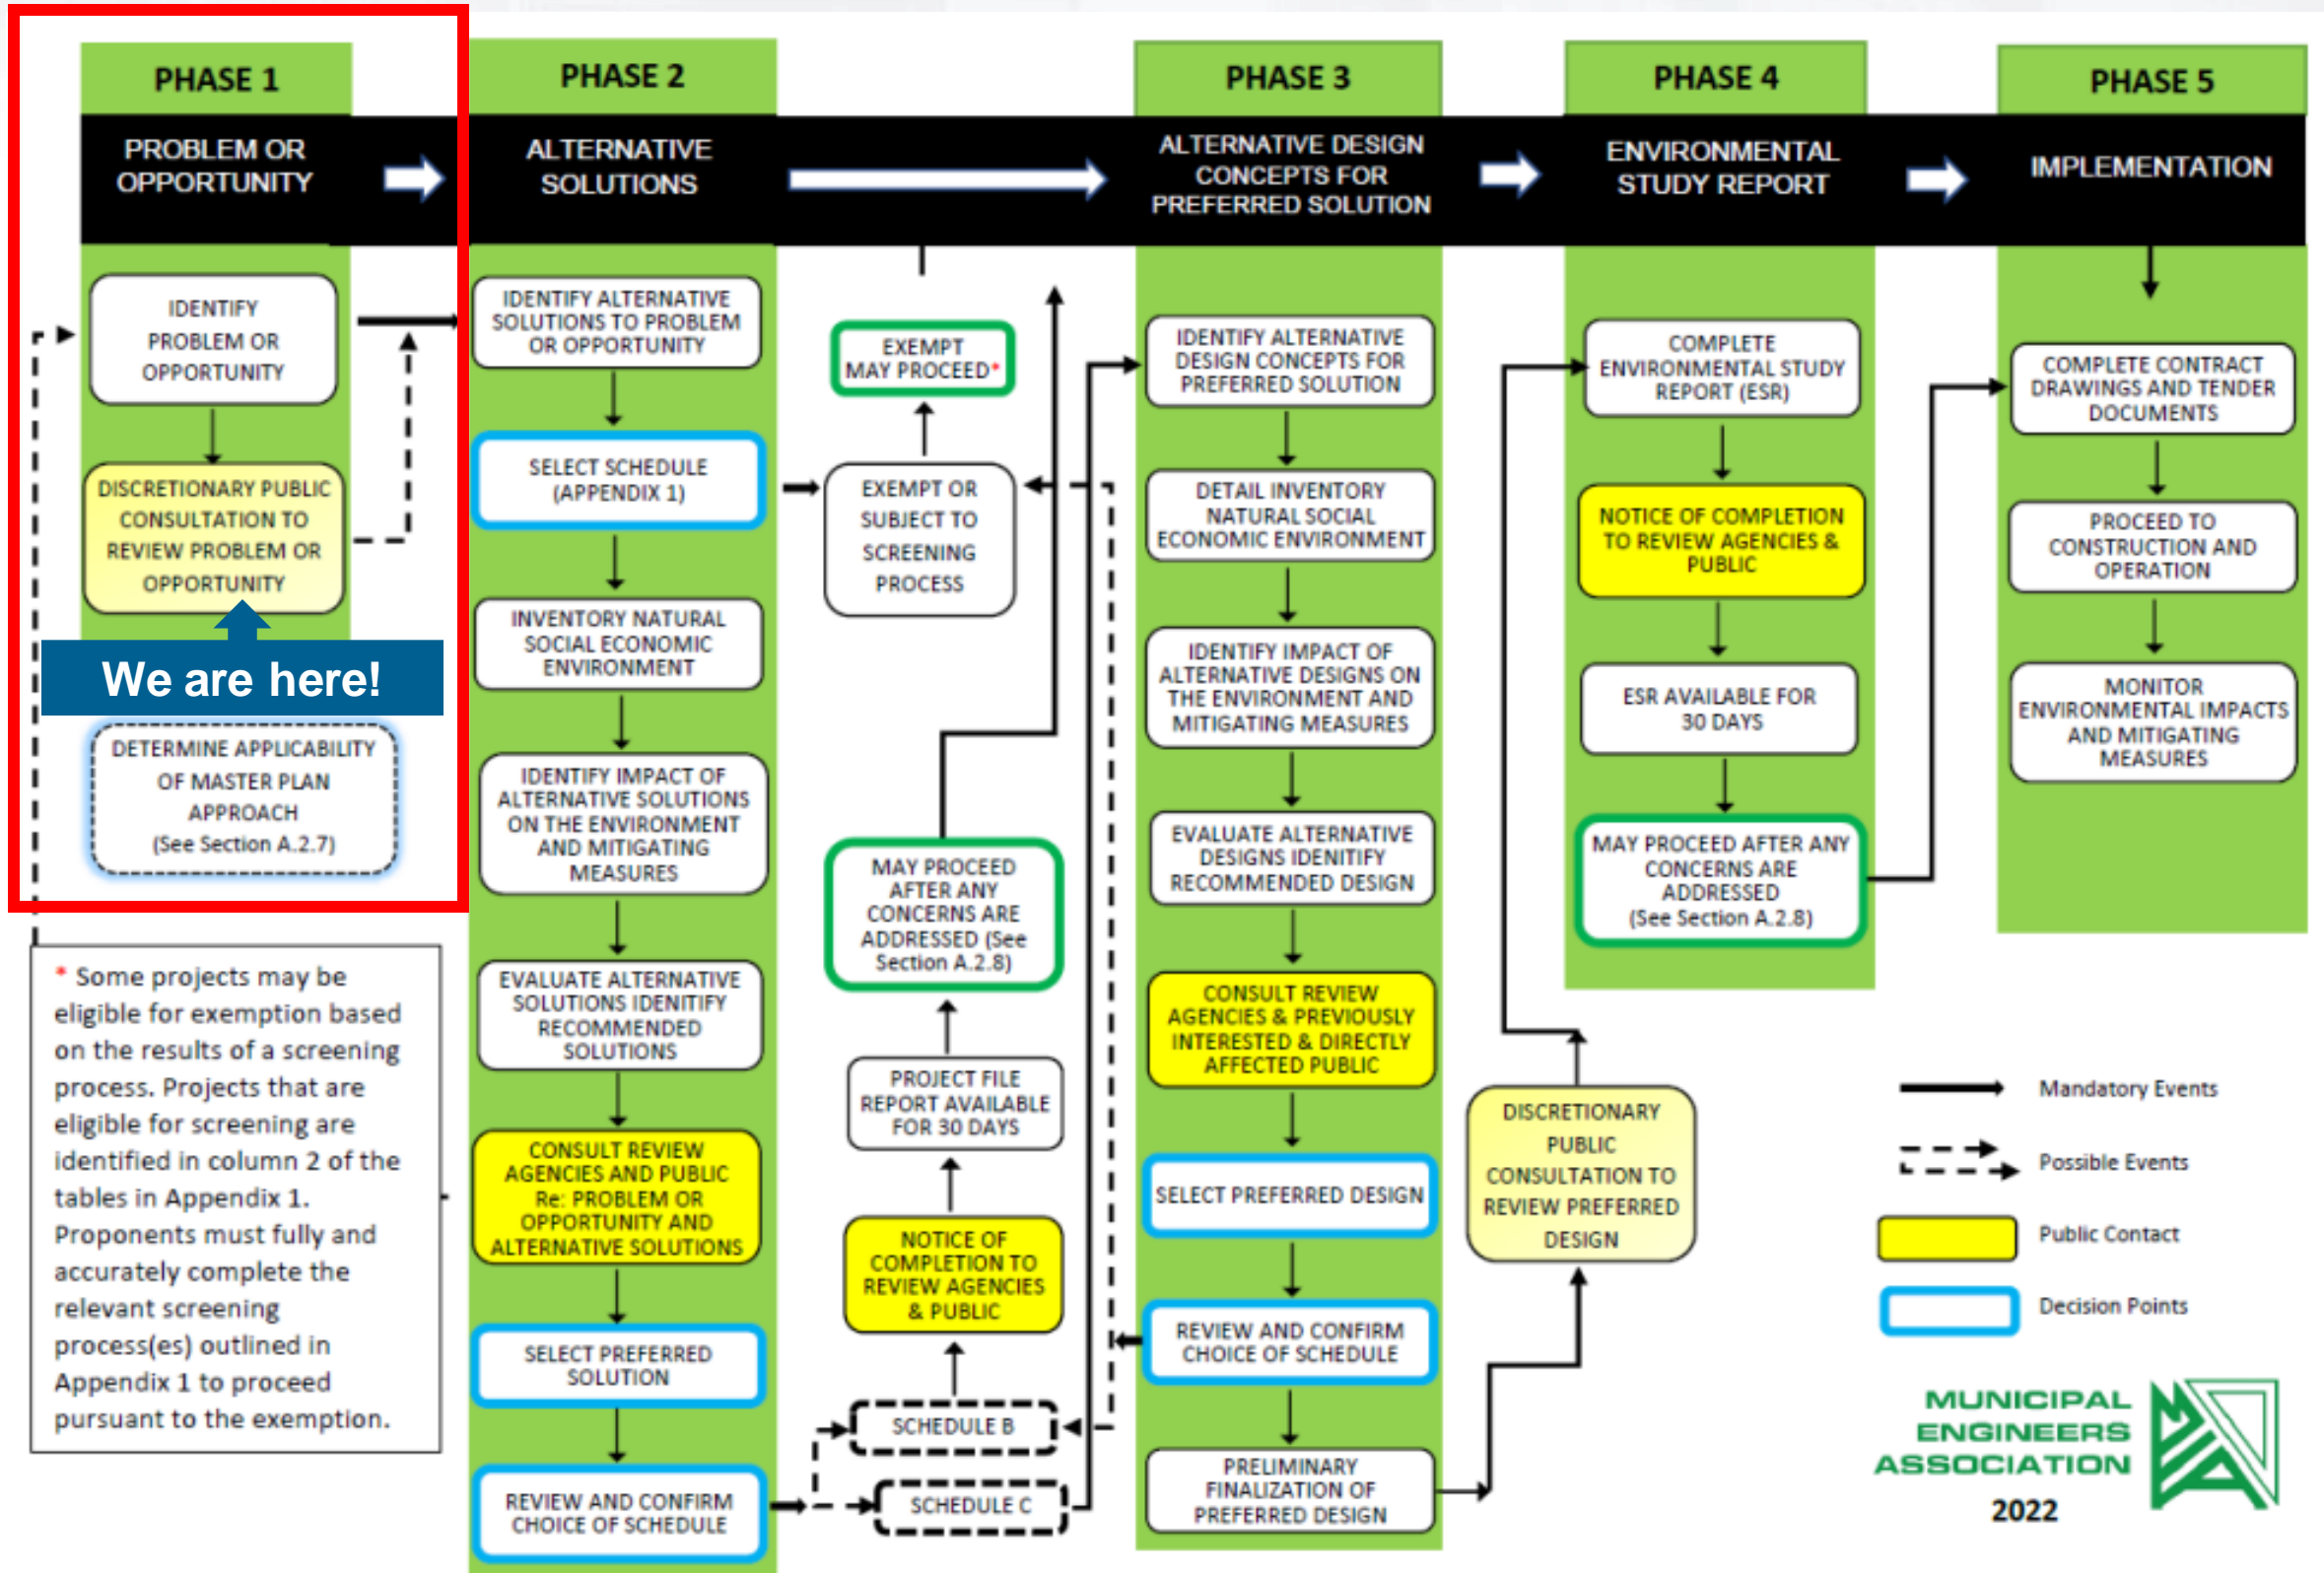 PHASE 1
PROBLEM OR
OPPORTUNITY
IDENTIFY
PROBLEM OR
OPPORTUNITY
DISCRETIONARY PUBLIC
CONSULTATION TO
REVIEW PROBLEM OR
OPPORTUNITY
We are here!
DETERMINE APPLICABILITY
OF MASTER PLAN
APPROACH
(See Section A.2.7)
* Some projects may be
eligible for exemption based
on the results of a screening
process. Projects that are
eligible for screening are
identified in column 2 of the
tables in Appendix 1.
Proponents must fully and
accurately complete the
relevant screening
process(es) outlined in
Appendix 1 to proceed
pursuant to the exemption.
PHASE 2
ALTERNATIVE
SOLUTIONS
IDENTIFY ALTERNATIVE
SOLUTIONS TO PROBLEM
OR OPPORTUNITY
SELECT SCHEDULE
(APPENDIX 1)
INVENTORY NATURAL
SOCIAL ECONOMIC
ENVIRONMENT
IDENTIFY IMPACT OF
ALTERNATIVE SOLUTIONS
ON THE ENVIRONMENT
AND MITIGATING
MEASURES
EVALUATE ALTERNATIVE
SOLUTIONS IDENITIFY
RECOMMENDED
SOLUTIONS
CONSULT REVIEW
AGENCIES AND PUBLIC
Re: PROBLEM OR
OPPORTUNITY AND
ALTERNATIVE SOLUTIONS
SELECT PREFERRED
SOLUTION
REVIEW AND CONFIRM
CHOICE OF SCHEDULE
EXEMPT
MAY PROCEED*
EXEMPT OR
SUBJECT TO
SCREENING
PROCESS
MAY PROCEED
AFTER ANY
CONCERNS ARE
ADDRESSED (See
Section A.2.8)
PROJECT FILE
REPORT AVAILABLE
FOR 30 DAYS
NOTICE OF
COMPLETION TO
REVIEW AGENCIES
& PUBLIC
SCHEDULE B
SCHEDULE C
PHASE 3
ALTERNATIVE DESIGN
CONCEPTS FOR
PREFERRED SOLUTION
IDENTIFY ALTERNATIVE
DESIGN CONCEPTS FOR
PREFERRED SOLUTION
DETAIL INVENTORY
NATURAL SOCIAL
ECONOMIC ENVIRONMENT
IDENTIFY IMPACT OF
ALTERNATIVE DESIGNS ON
THE ENVIRONMENT AND
MITIGATING MEASURES
EVALUATE ALTERNATIVE
DESIGNS IDENITIFY
RECOMMENDED DESIGN
CONSULT REVIEW
AGENCIES & PREVIOUSLY
INTERESTED & DIRECTLY
AFFECTED PUBLIC
SELECT PREFERRED DESIGN
REVIEW AND CONFIRM
CHOICE OF SCHEDULE
PRELIMINARY
FINALIZATION OF
PREFERRED DESIGN
DISCRETIONARY
PUBLIC
CONSULTATION TO
REVIEW PREFERRED
DESIGN
PHASE 4
ENVIRONMENTAL
STUDY REPORT
COMPLETE
ENVIRONMENTAL STUDY
REPORT (ESR)
NOTICE OF COMPLETION
TO REVIEW AGENCIES &
PUBLIC
ESR AVAILABLE FOR
30 DAYS
MAY PROCEED AFTER ANY
CONCERNS ARE
ADDRESSED
(See Section A.2.8)
PHASE 5
IMPLEMENTATION
COMPLETE CONTRACT
DRAWINGS AND TENDER
DOCUMENTS
PROCEED TO
CONSTRUCTION AND
OPERATION
MONITOR
ENVIRONMENTAL IMPACTS
AND MITIGATING
MEASURES
Mandatory Events
Possible Events
Public Contact
Decision Points
MUNICIPAL
ENGINEERS
ASSOCIATION
2022